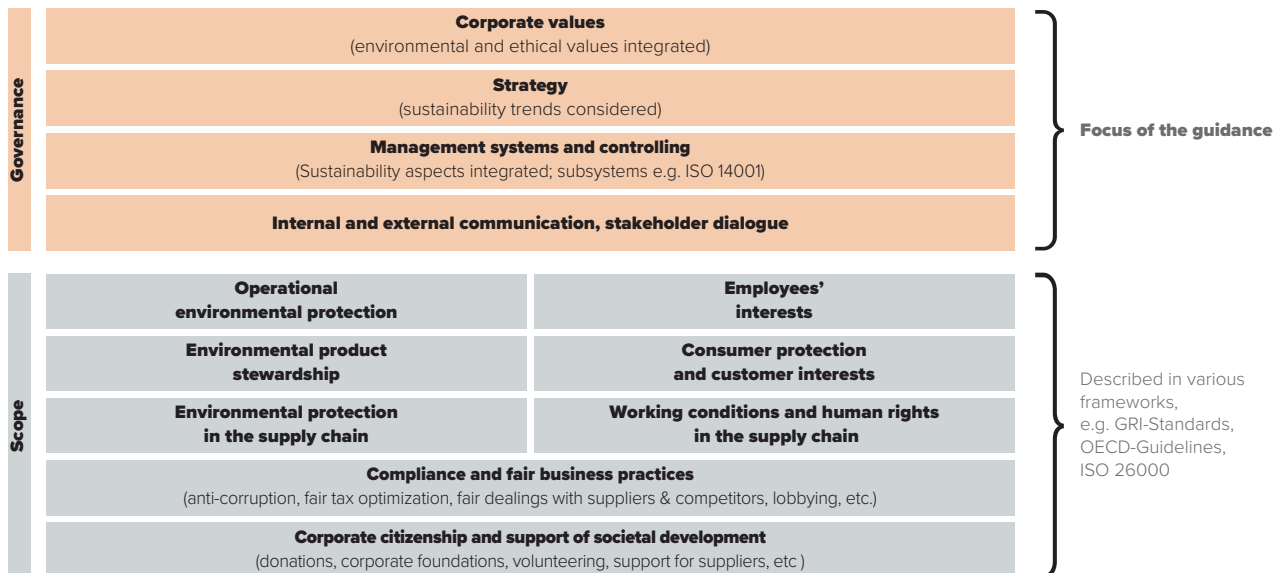 Governance
Corporate values
(environmental and ethical values integrated)
Strategy
(sustainability trends considered)
Management systems and controlling
(Sustainability aspects integrated; subsystems e.g. ISO 14001)
Internal and external communication, stakeholder dialogue
Focus of the guidance
Scope
Operational
environmental protection
Employees’
interests
Environmental product
stewardship
Consumer protection
and customer interests
Environmental protection
in the supply chain
Working conditions and human rights
in the supply chain
Compliance and fair business practices
(anti-corruption, fair tax optimization, fair dealings with suppliers & competitors, lobbying, etc.)
Corporate citizenship and support of societal development
(donations, corporate foundations, volunteering, support for suppliers, etc )
Described in various
frameworks,
e.g. GRI-Standards,
OECD-Guidelines,
ISO 26000